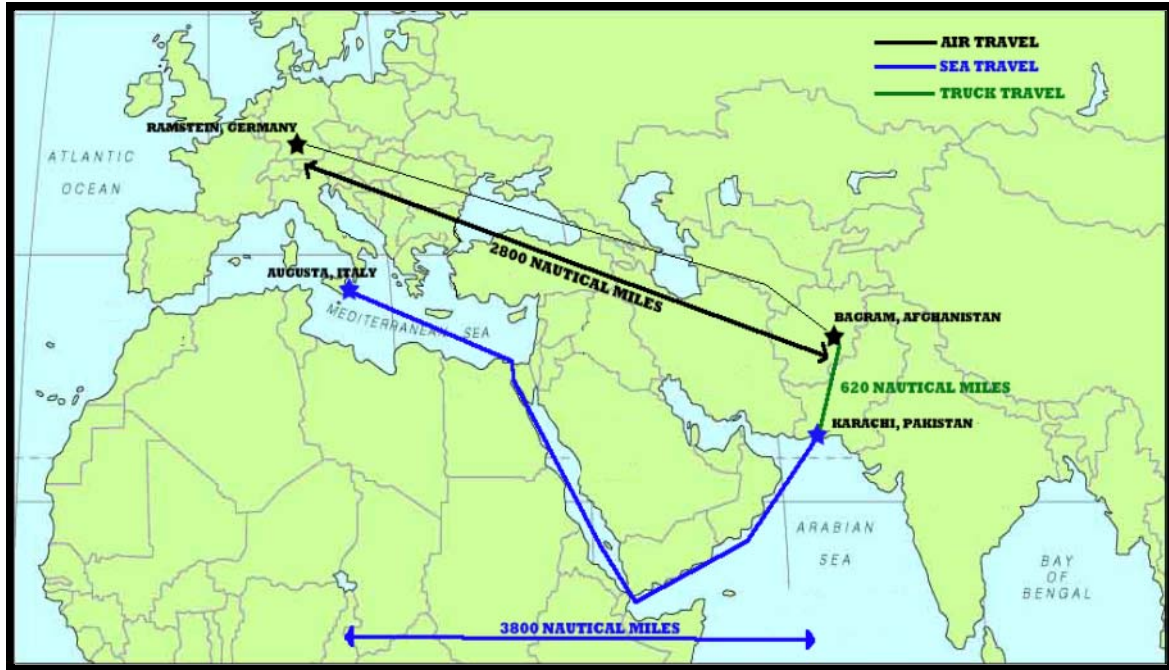 AIR TRAVEL
SEA TRAVEL
TRUCK TRAVEL
RAMSTEIN, GERMANY
ATLANTIC
OCEAN
2800 NAUTICAL MILES
AUGUSTA, ITALY
MEDITERRANEAN SEA
BAGRAM, AFGHANISTAN
620 NAUTICAL MILES
KARACHI, PAKISTAN
ARABIAN
SEA
BAY
OF
BENGAL
3800 NAUTICAL MILES